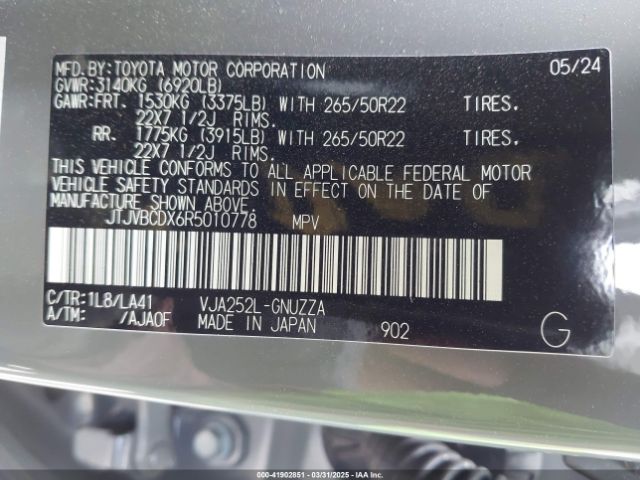 MFD.BY:TOYOTA MOTOR CORPORATION 05/24
GVWR:3140KG (6920LB)
GAWR:FRT. 1530KG (3375LB) WITH 265/50R22 TIRES.
22X7 1/2J RIMS.
RR. 1775KG (3915LB) WITH 265/50R22 TIRES.
22X7 1/2J RIMS.
THIS VEHICLE CONFORMS TO ALL APPLICABLE FEDERAL MOTOR
VEHICLE SAFETY STANDARDS IN EFFECT ON THE DATE OF
MANUFACTURE SHOWN ABOVE.
JTJVBCDX6R5010778 MPV
C/TR:1L8/LA41 VJA252L-GNUZZA
A/TM: /AJA0F MADE IN JAPAN 902 G
000-41902851 | 03/31/2025 - IAA Inc.